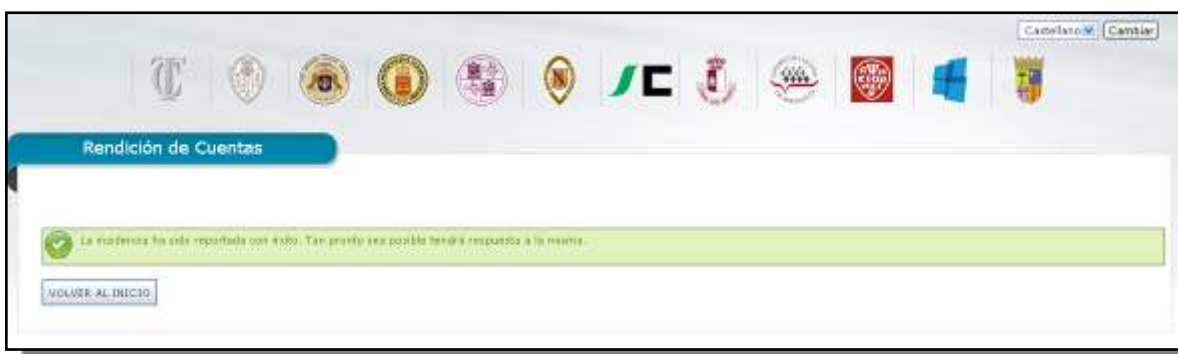 Castellano Cambiar
Rendición de Cuentas
La incidencia ha sido reportada con éxito. Tan pronto sea posible tendrá respuesta a la misma.
VOLVER AL INICIO